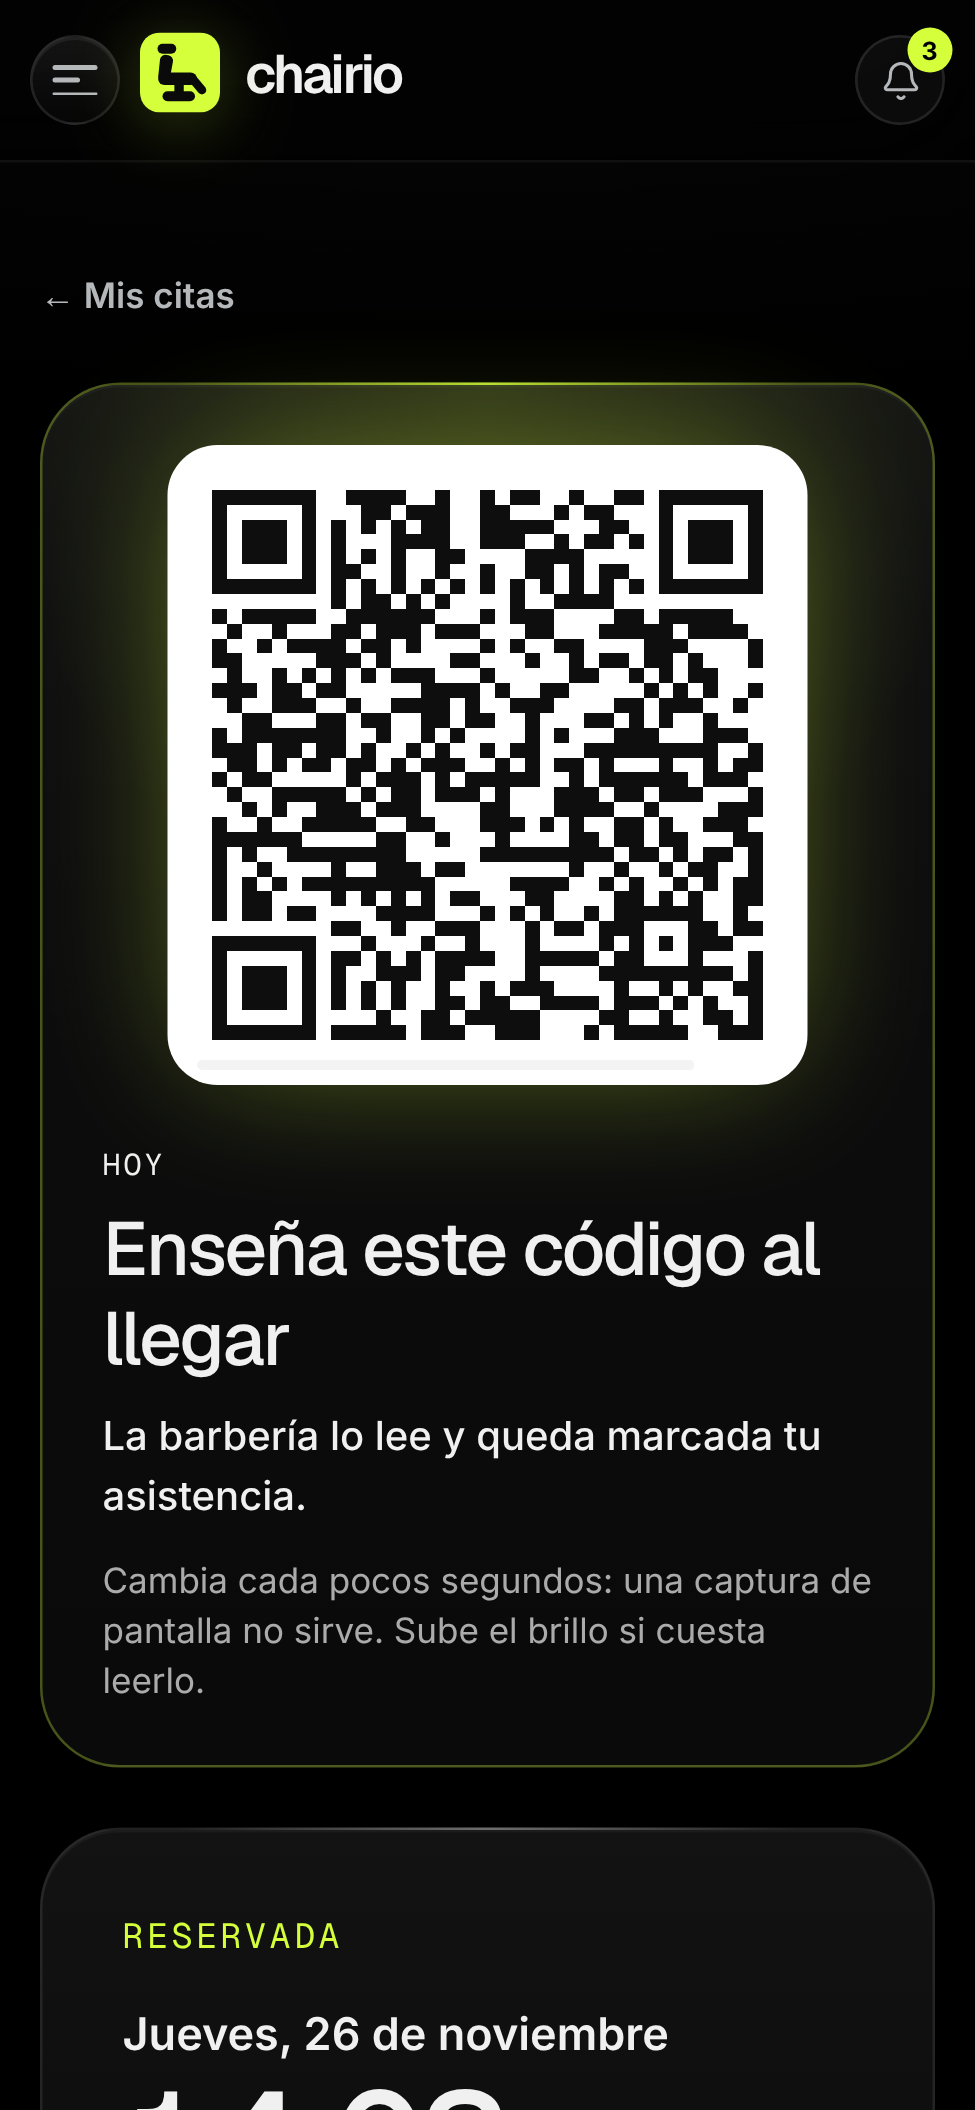 chairio
3
← Mis citas
HOY
Enseña este código al
llegar
La barbería lo lee y queda marcada tu
asistencia.
Cambia cada pocos segundos: una captura de
pantalla no sirve. Sube el brillo si cuesta
leerlo.
RESERVADA
Jueves, 26 de noviembre